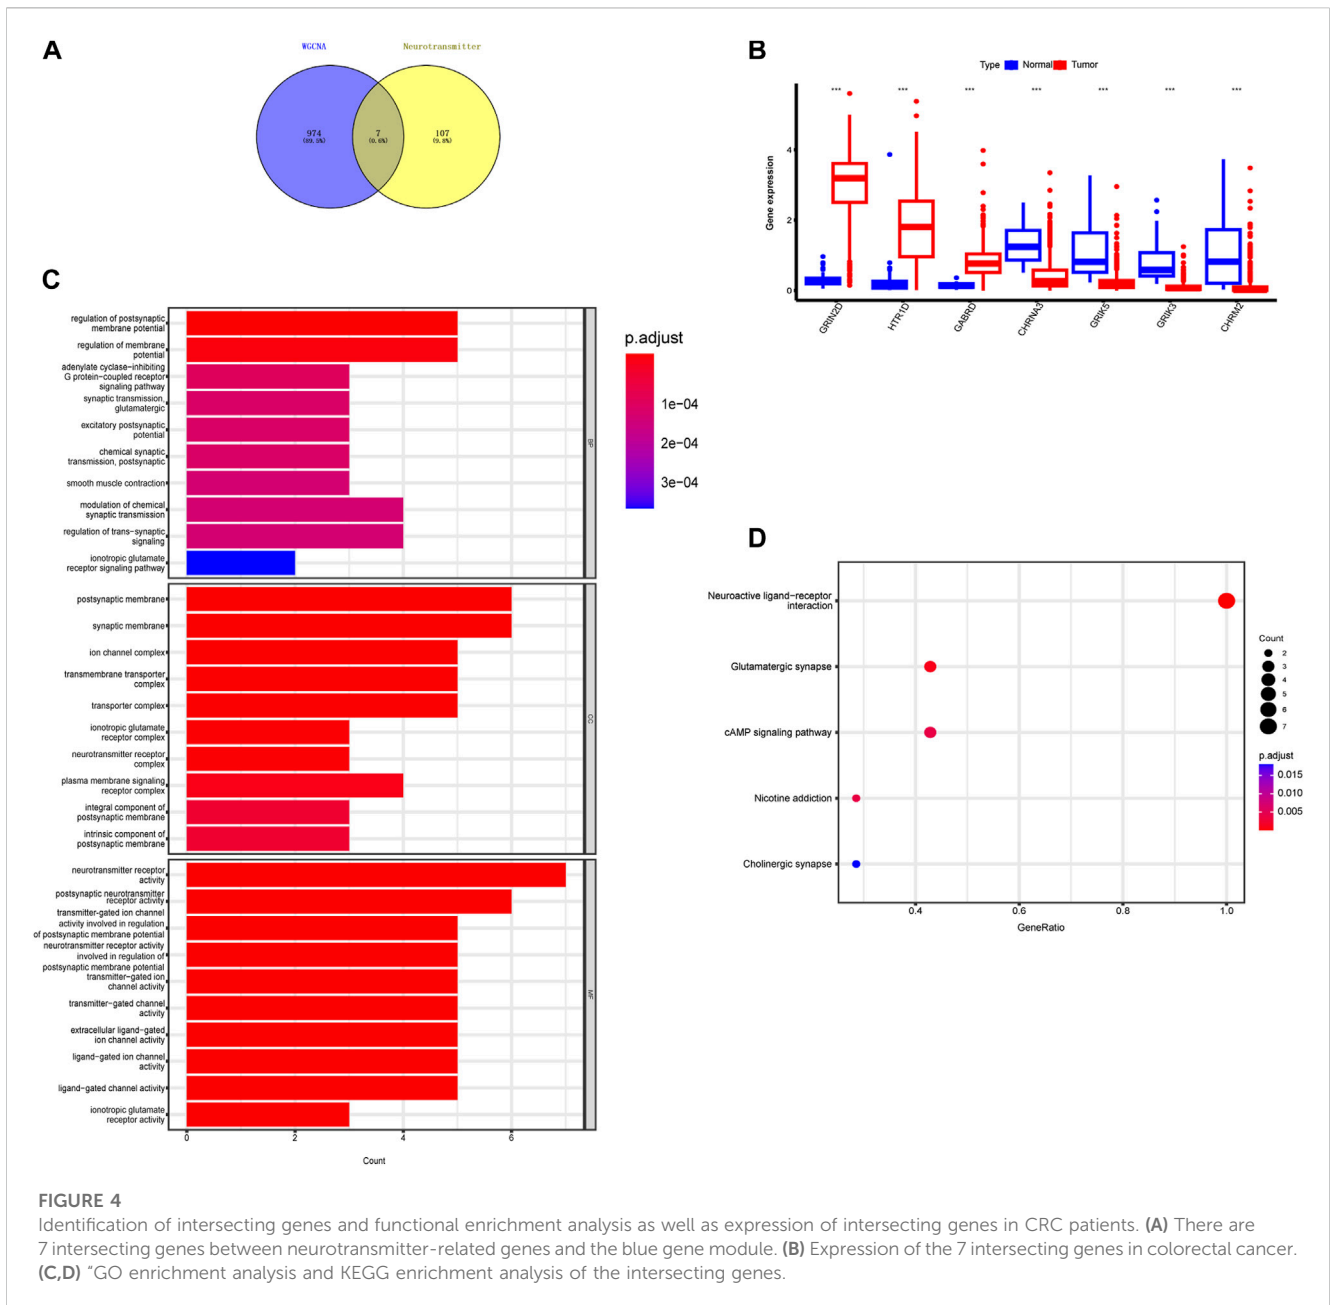 A
WGCNA
Neurotransmitter
974
(89.5%)
7
(0.6%)
107
(9.8%)
B
Type
Normal
Tumor
***
***
***
***
***
***
***
Gene expression
4
2
0
GRIN2D
HTR1D
GABRD
CHRNA3
GRIK5
GRIK3
CHRM2
C
regulation of postsynaptic
membrane potential
regulation of membrane
potential
adenylate cyclase−inhibiting
G protein−coupled receptor
signaling pathway
synaptic transmission,
glutamatergic
excitatory postsynaptic
potential
chemical synaptic
transmission, postsynaptic
smooth muscle contraction
modulation of chemical
synaptic transmission
regulation of trans−synaptic
signaling
ionotropic glutamate
receptor signaling pathway
BP
postsynaptic membrane
synaptic membrane
ion channel complex
transmembrane transporter
complex
transporter complex
ionotropic glutamate
receptor complex
neurotransmitter receptor
complex
plasma membrane signaling
receptor complex
integral component of
postsynaptic membrane
intrinsic component of
postsynaptic membrane
CC
neurotransmitter receptor
activity
postsynaptic neurotransmitter
receptor activity
transmitter−gated ion channel
activity involved in regulation
of postsynaptic membrane potential
neurotransmitter receptor activity
involved in regulation of
postsynaptic membrane potential
transmitter−gated ion
channel activity
transmitter−gated channel
activity
extracellular ligand−gated
ion channel activity
ligand−gated ion channel
activity
ligand−gated channel activity
ionotropic glutamate
receptor activity
MF
0
2
4
6
Count
p.adjust
1e−04
2e−04
3e−04
D
Neuroactive ligand−receptor
interaction
Glutamatergic synapse
cAMP signaling pathway
Nicotine addiction
Cholinergic synapse
0.4
0.6
0.8
1.0
GeneRatio
Count
2
3
4
5
6
7
p.adjust
0.015
0.010
0.005
FIGURE 4
Identification of intersecting genes and functional enrichment analysis as well as expression of intersecting genes in CRC patients. (A) There are
7 intersecting genes between neurotransmitter-related genes and the blue gene module. (B) Expression of the 7 intersecting genes in colorectal cancer.
(C,D) “GO enrichment analysis and KEGG enrichment analysis of the intersecting genes.